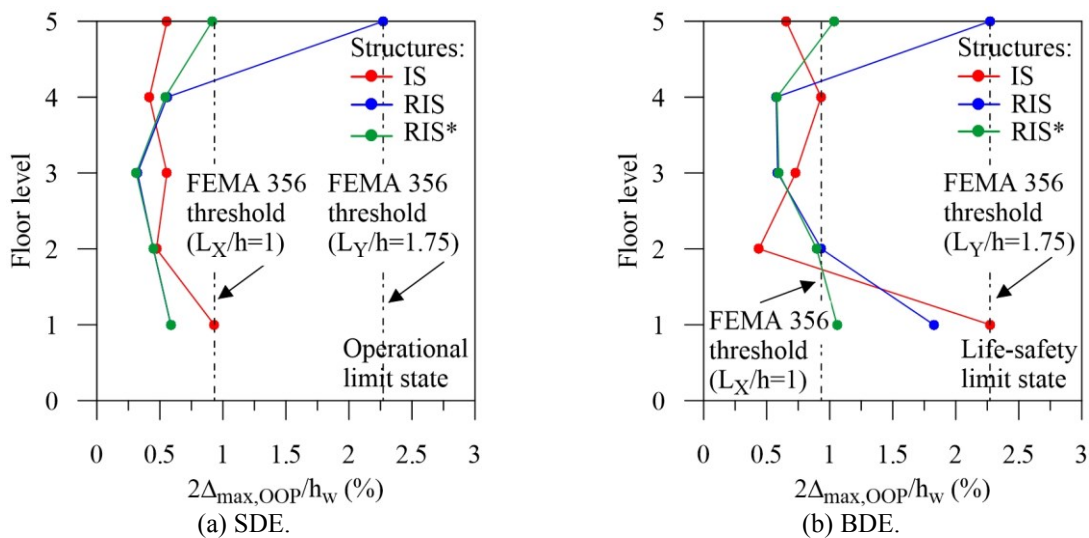 5
4
3
2
1
0
Floor level
Structures:
IS
RIS
RIS*
FEMA 356
threshold
(L_X/h=1)
FEMA 356
threshold
(L_Y/h=1.75)
Operational
limit state
0 0.5 1 1.5 2 2.5 3
2Δmax,OOP/hw (%)
(a) SDE.
5
4
3
2
1
0
Floor level
Structures:
IS
RIS
RIS*
FEMA 356
threshold
(L_Y/h=1.75)
FEMA 356
threshold
(L_X/h=1)
Life-safety
limit state
0 0.5 1 1.5 2 2.5 3
2Δmax,OOP/hw (%)
(b) BDE.